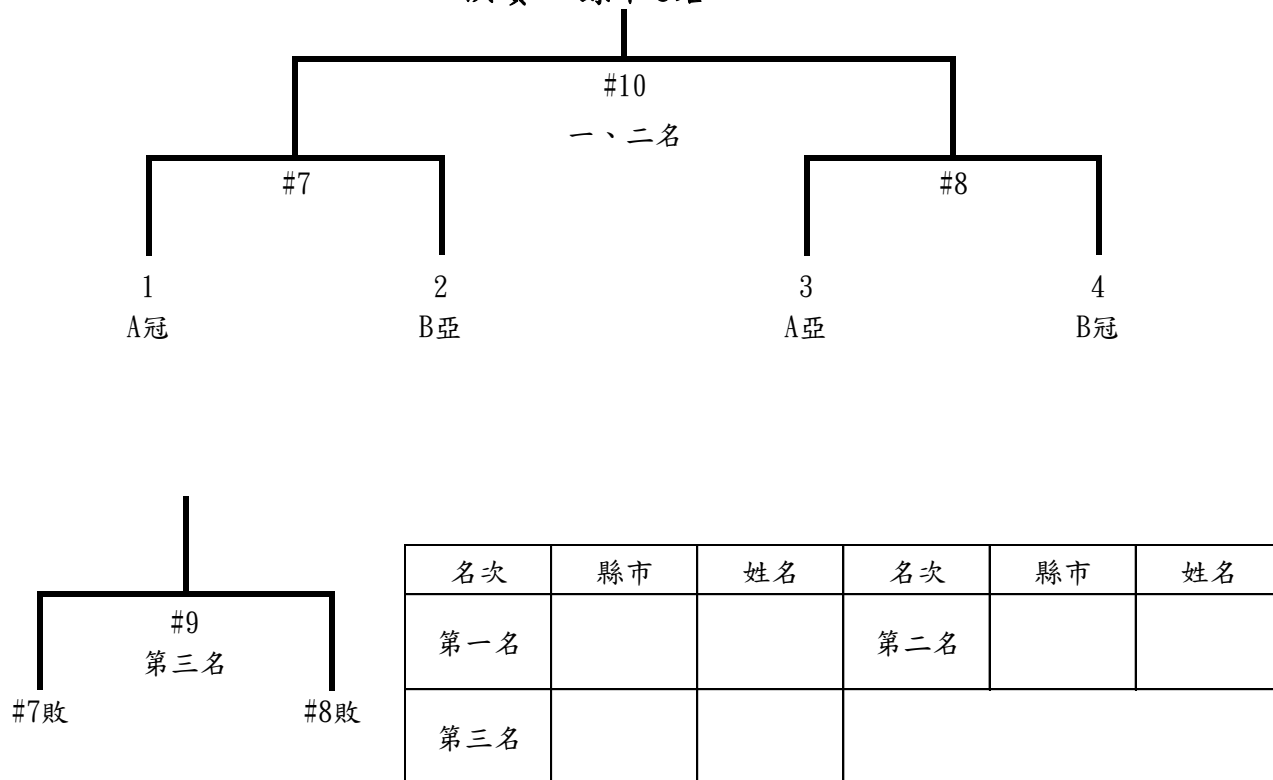 #10
一、二名
#7 #8
1 2 3 4
A冠 B亞 A亞 B冠
#9
第三名
#7敗 #8敗
名次 縣市 姓名 名次 縣市 姓名
第一名 第二名
第三名